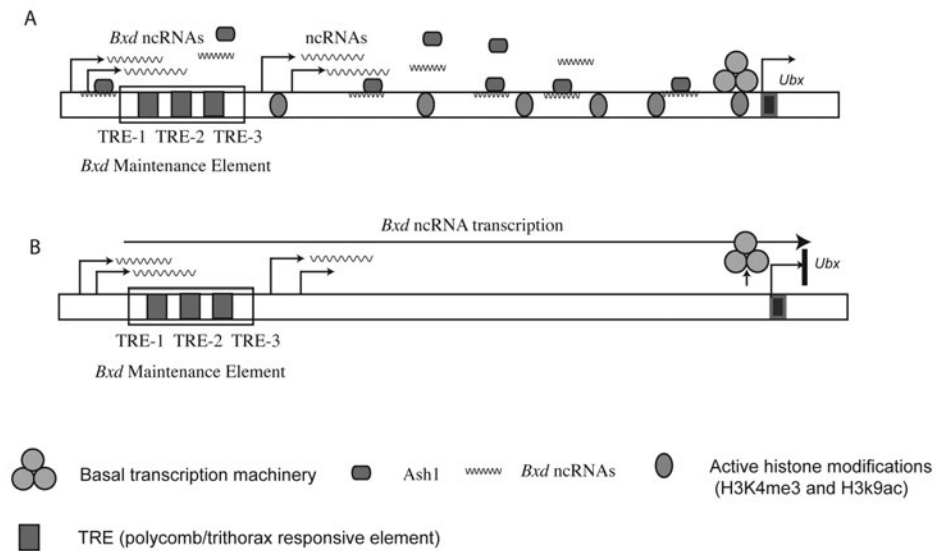 A
Bxd ncRNAs
ncRNAs
Ubx
TRE-1 TRE-2 TRE-3
Bxd Maintenance Element
Bxd ncRNA transcription
B
Ubx
TRE-1 TRE-2 TRE-3
Bxd Maintenance Element
Basal transcription machinery
Ash1
Bxd ncRNAs
Active histone modifications
(H3K4me3 and H3k9ac)
TRE (polycomb/trithorax responsive element)